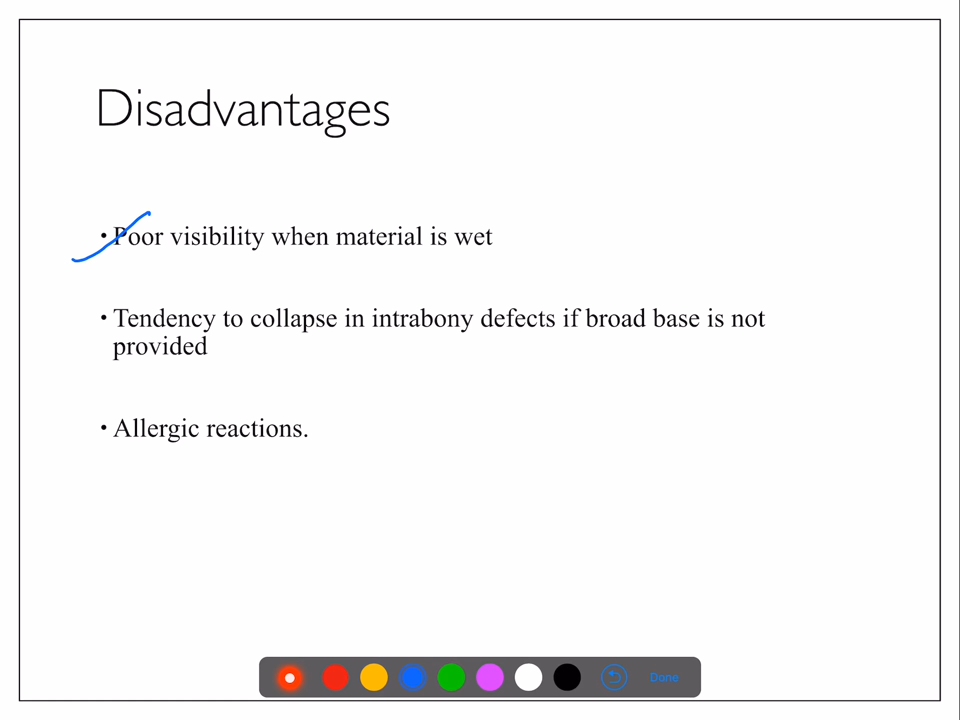 Disadvantages
• Poor visibility when material is wet
• Tendency to collapse in intrabony defects if broad base is not
provided
• Allergic reactions.
Done